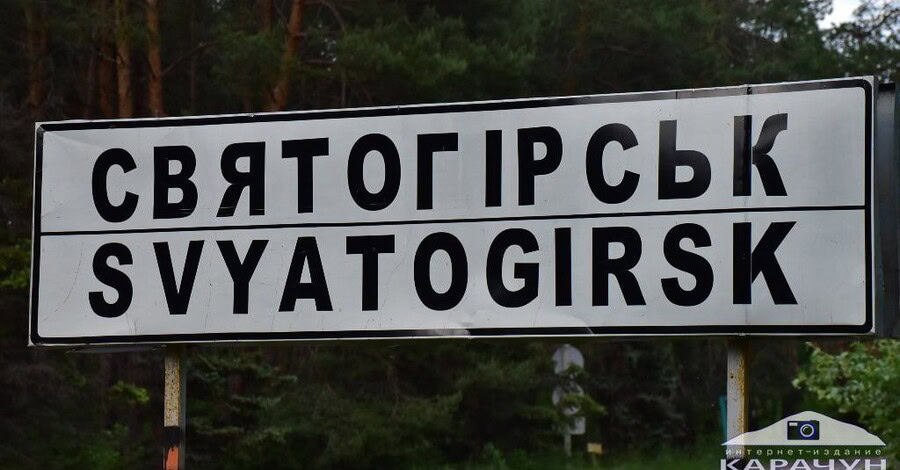 СВЯТОГІРСЬК
SVYATOGIRSK
интернет-издание
КАРАЧУН